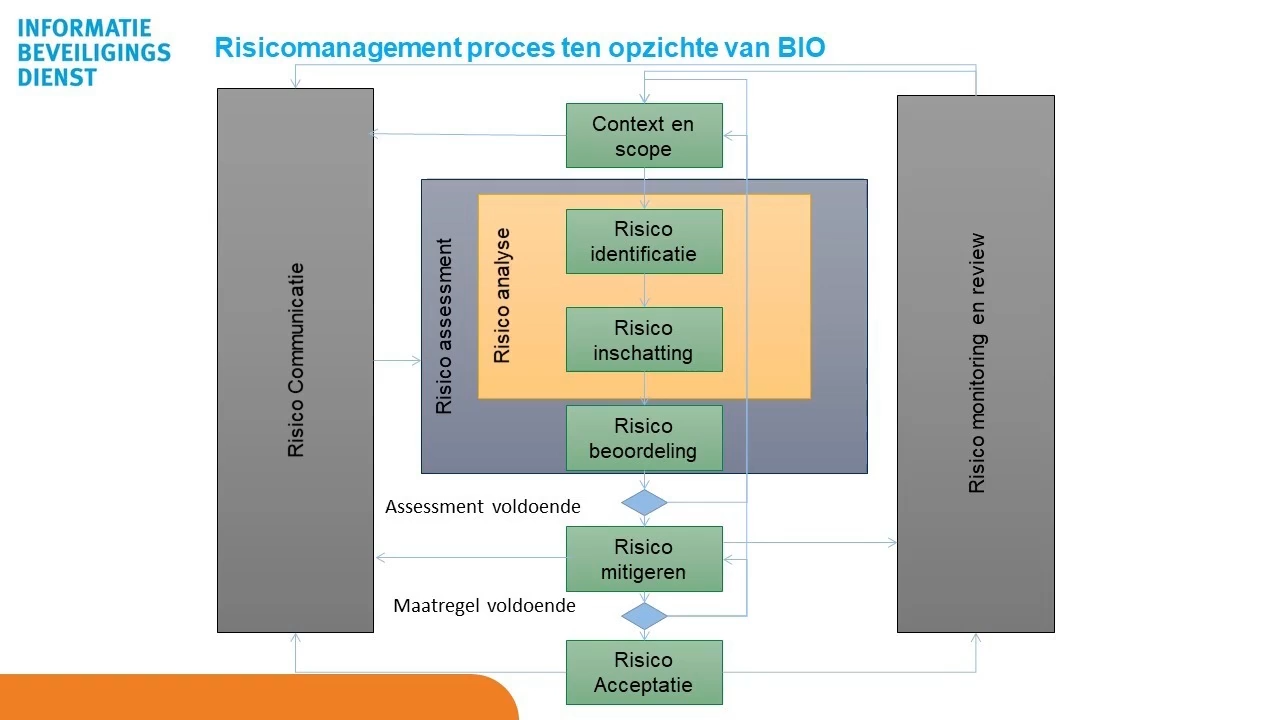 INFORMATIE
BEVEILIGINGS
DIENST
Risicomanagement proces ten opzichte van BIO
Context en
scope
Risico Communicatie
Risico assessment
Risico analyse
Risico
identificatie
Risico
inschatting
Risico
beoordeling
Risico monitoring en review
Assessment voldoende
Risico
mitigeren
Maatregel voldoende
Risico
Acceptatie